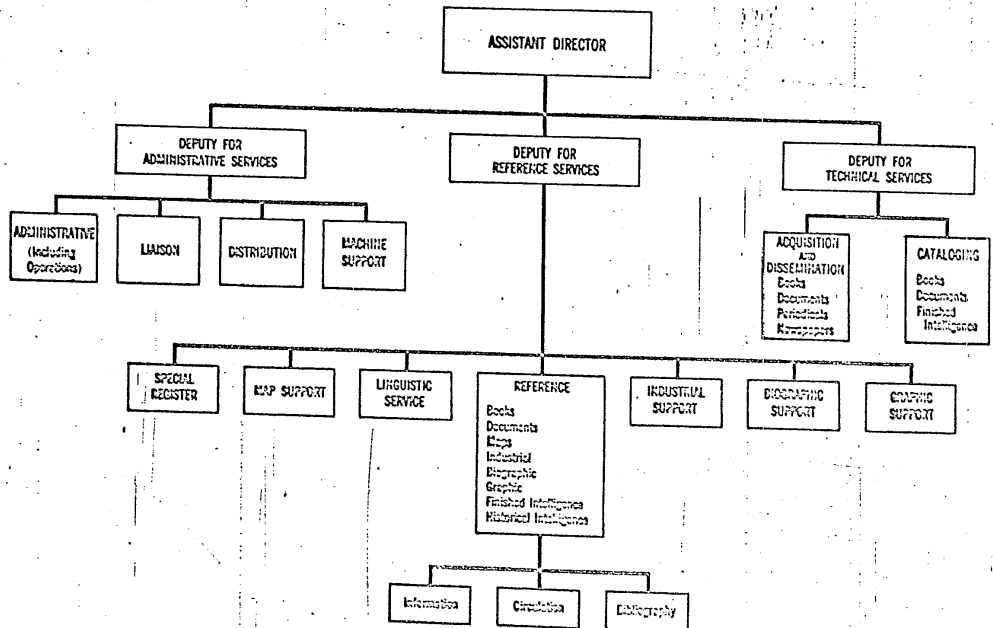 ASSISTANT DIRECTOR
DEPUTY FOR
ADMINISTRATIVE SERVICES
DEPUTY FOR
REFERENCE SERVICES
DEPUTY FOR
TECHNICAL SERVICES
ADMINISTRATIVE
(Including
Operations)
LIAISON
DISTRIBUTION
MACHINE
SUPPORT
ACQUISITION
AND
DISSEMINATION
Books
Documents
Periodicals
Newspapers
CATALOGING
Books
Documents
Finished
Intelligence
SPECIAL
REGISTER
MAP SUPPORT
LINGUISTIC
SERVICE
REFERENCE
Books
Documents
Maps
Industrial
Biographic
Graphic
Finished Intelligence
Historical Intelligence
INDUSTRIAL
SUPPORT
BIOGRAPHIC
SUPPORT
GRAPHIC
SUPPORT
Information
Circulation
Bibliography